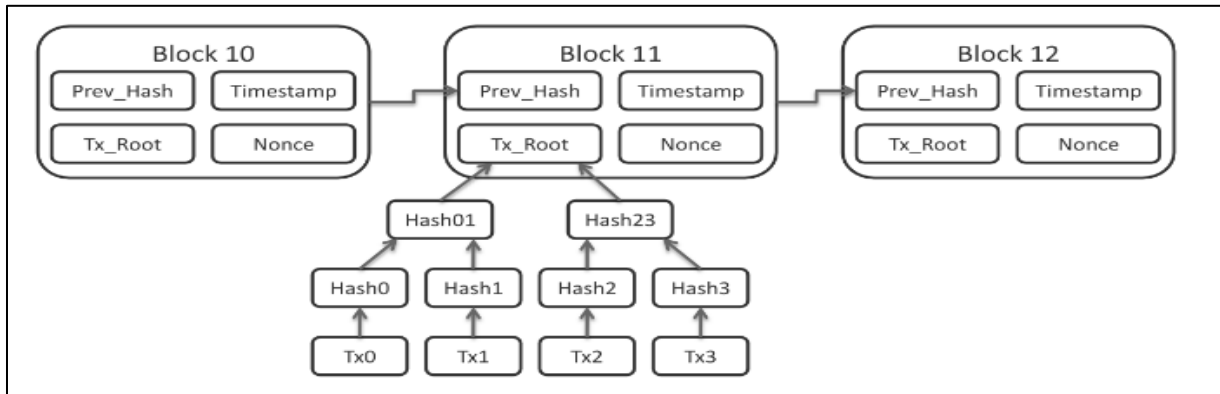 Block 10
Block 11
Block 12
Prev_Hash
Timestamp
Prev_Hash
Timestamp
Prev_Hash
Timestamp
Tx_Root
Nonce
Tx_Root
Nonce
Tx_Root
Nonce
Hash01
Hash23
Hash0
Hash1
Hash2
Hash3
Tx0
Tx1
Tx2
Tx3